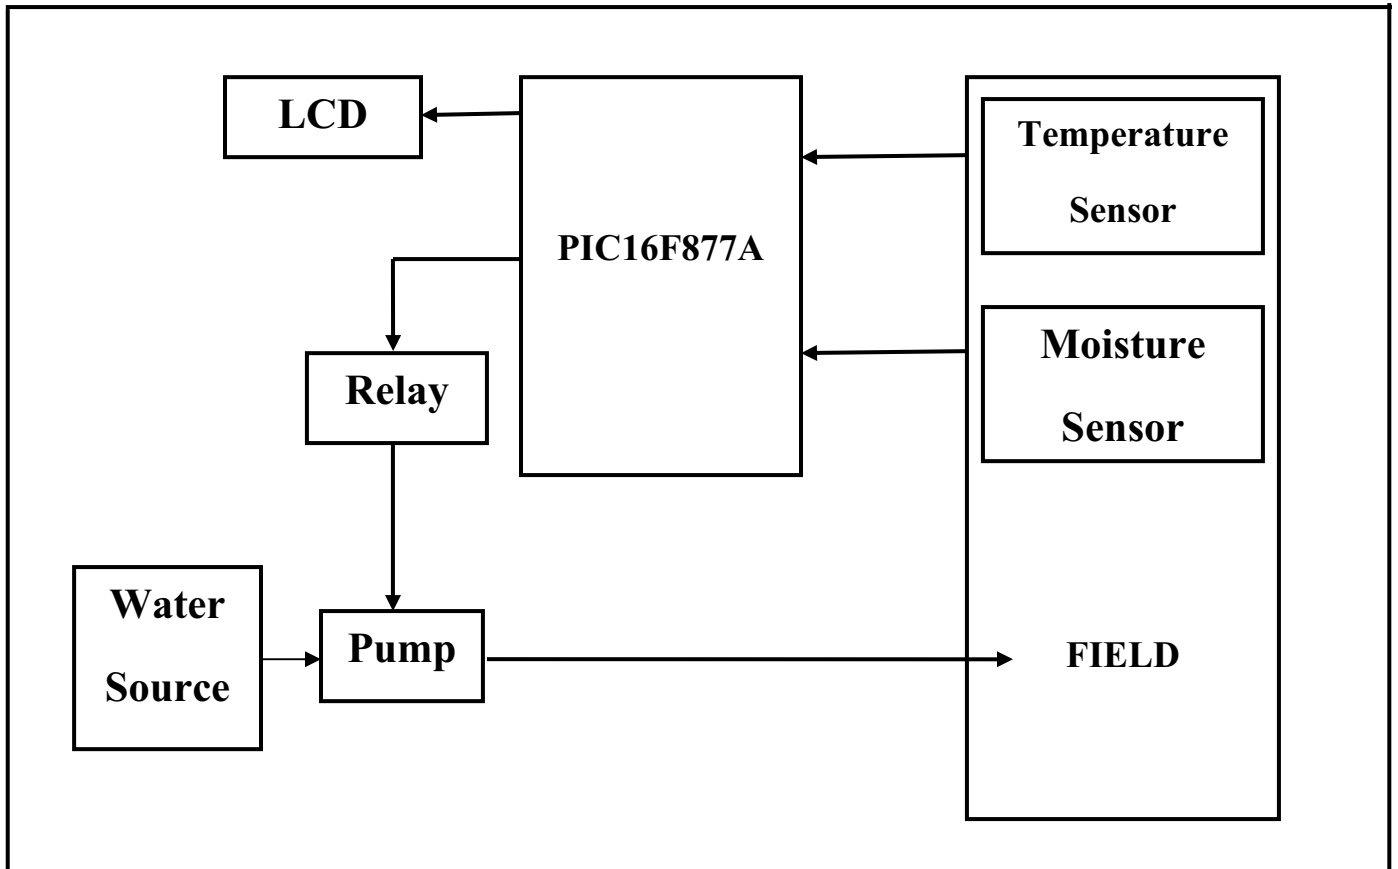 LCD
PIC16F877A
Temperature
Sensor
Moisture
Sensor
Relay
Water
Source
Pump
FIELD